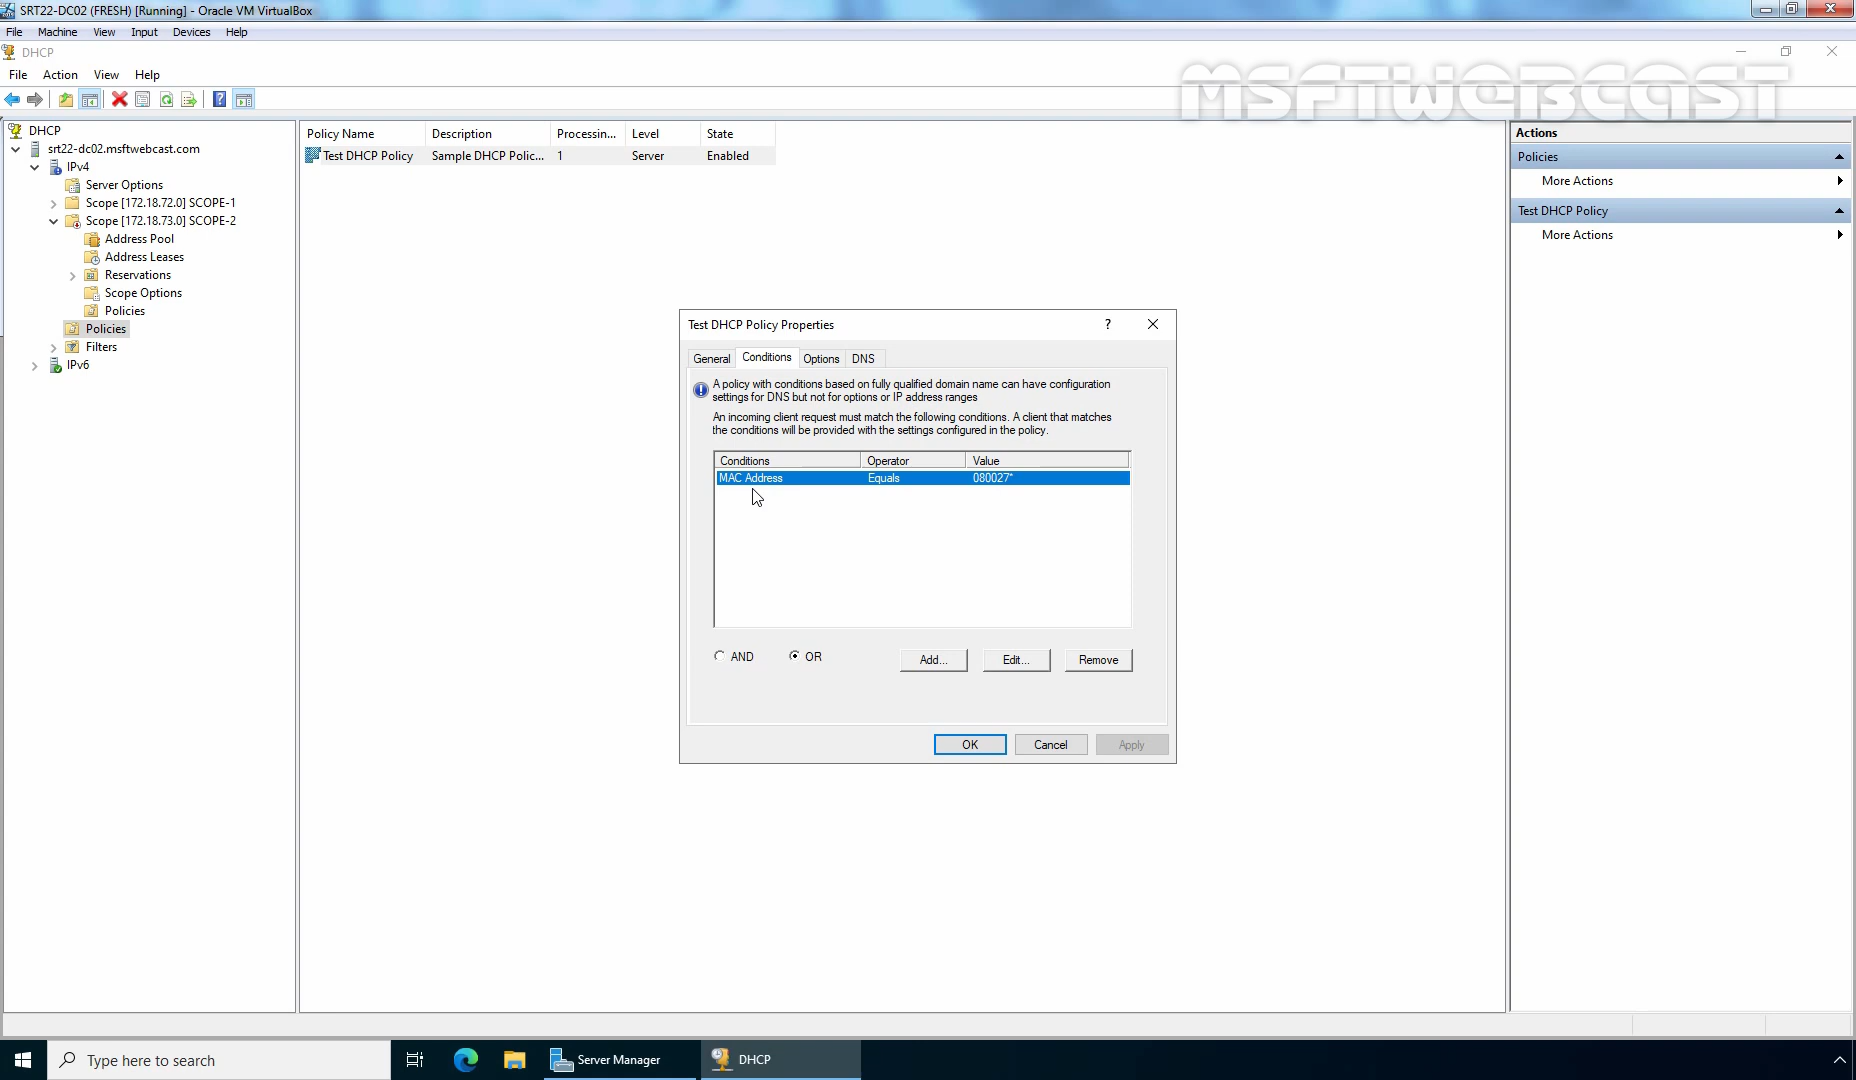 SRT22-DC02 (FRESH) [Running] - Oracle VM VirtualBox
File Machine View Input Devices Help
DHCP
File Action View Help
MSFTWEBCAST
DHCP
srt22-dc02.msftwebcast.com
IPv4
Server Options
Scope [172.18.72.0] SCOPE-1
Scope [172.18.73.0] SCOPE-2
Address Pool
Address Leases
Reservations
Scope Options
Policies
Policies
Filters
IPv6
Policy Name Description Processin... Level State
Test DHCP Policy Sample DHCP Polic... 1 Server Enabled
Actions
Policies
More Actions
Test DHCP Policy
More Actions
Test DHCP Policy Properties ?
General Conditions Options DNS
A policy with conditions based on fully qualified domain name can have configuration
settings for DNS but not for options or IP address ranges
An incoming client request must match the following conditions. A client that matches
the conditions will be provided with the settings configured in the policy.
Conditions Operator Value
MAC Address Equals 080027*
AND OR Add... Edit... Remove
OK Cancel Apply
Type here to search Server Manager DHCP